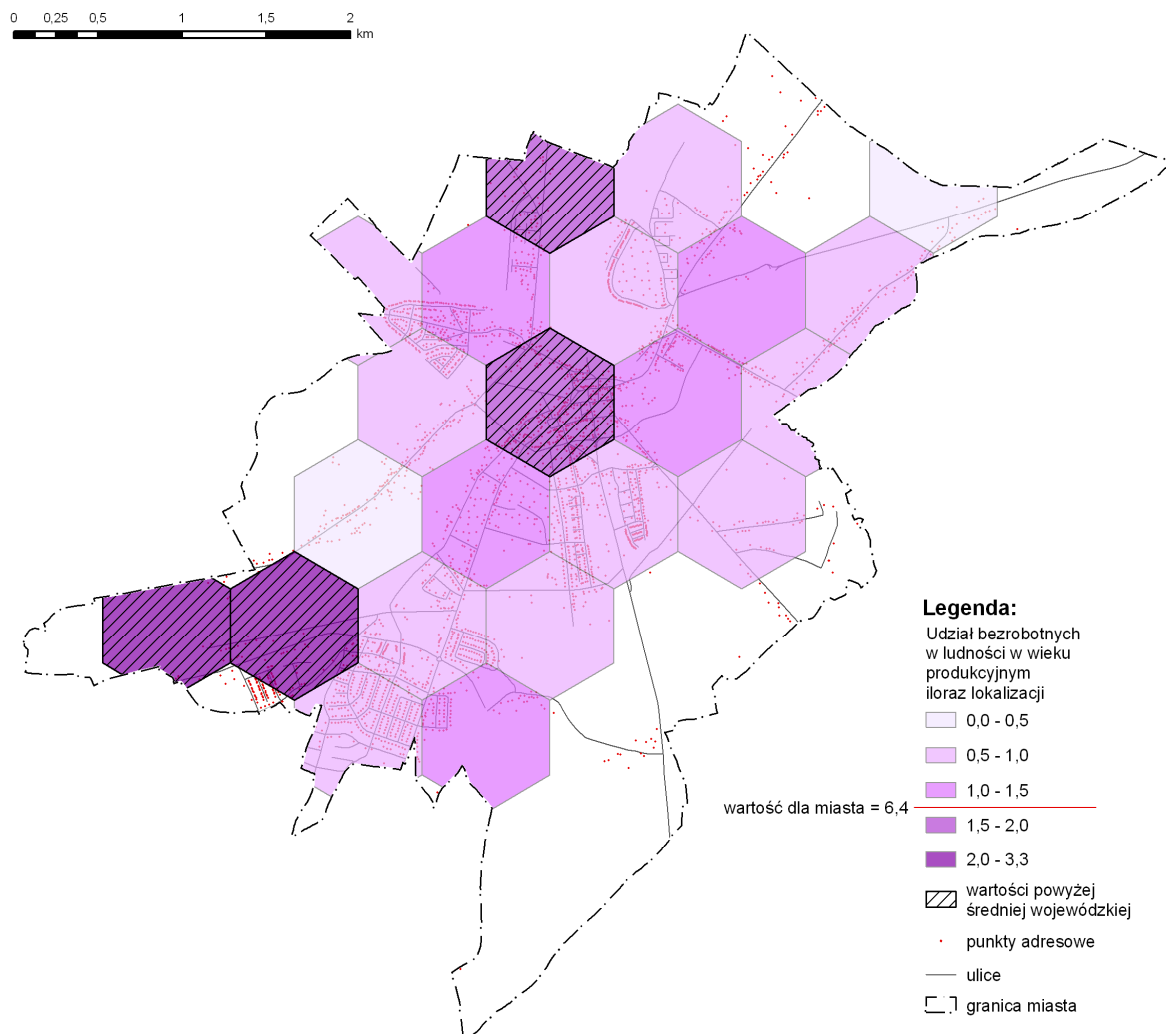 0 0,25 0,5 1 1,5 2
km
Legenda:
Udział bezrobotnych
w ludności w wieku
produkcyjnym
iloraz lokalizacji
0,0 - 0,5
0,5 - 1,0
1,0 - 1,5
wartość dla miasta = 6,4
1,5 - 2,0
2,0 - 3,3
wartości powyżej
średniej wojewódzkiej
punkty adresowe
ulice
granica miasta